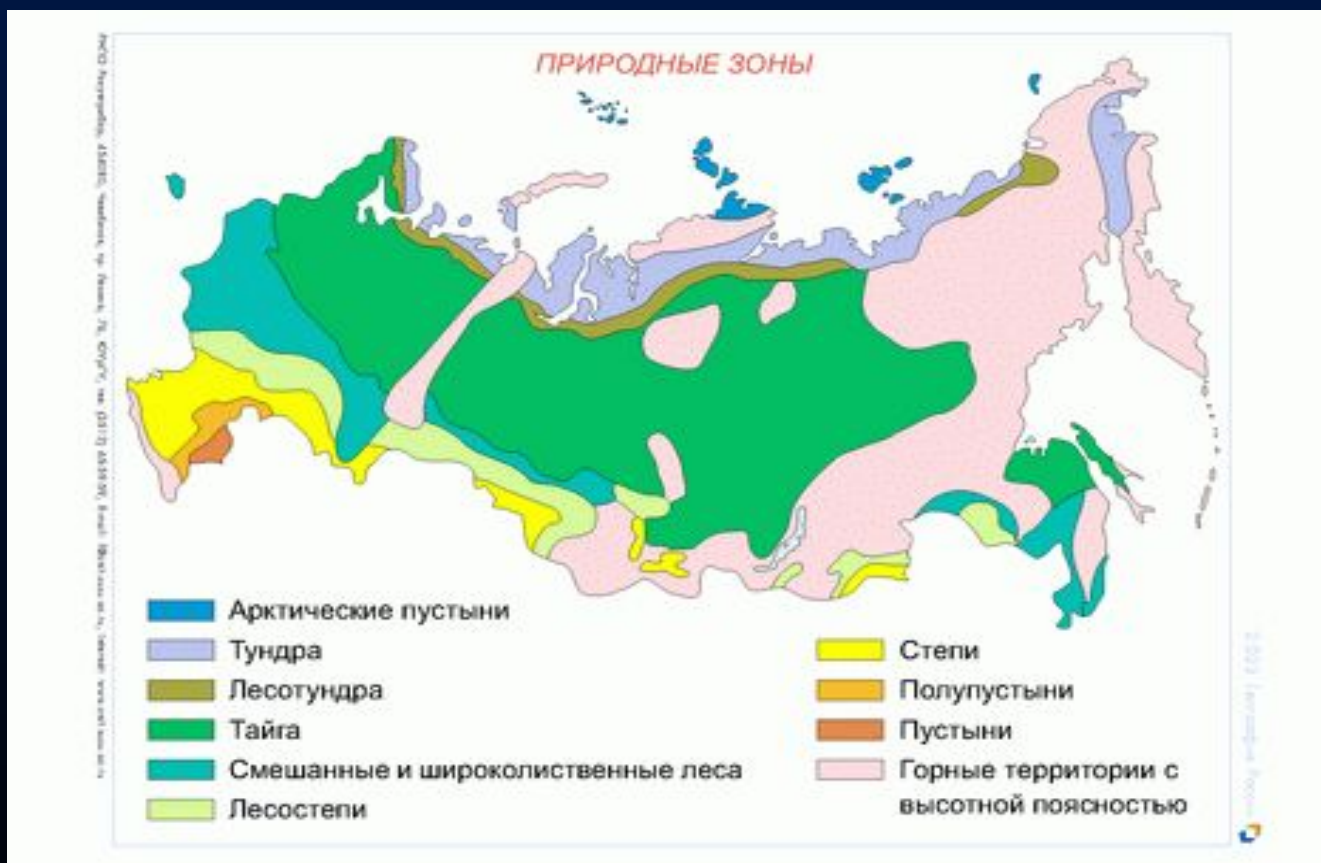 ПРИРОДНЫЕ ЗОНЫ
Арктические пустыни
Тундра
Лесотундра
Тайга
Смешанные и широколиственные леса
Лесостепи
Степи
Полупустыни
Пустыни
Горные территории с
высотной поясностью